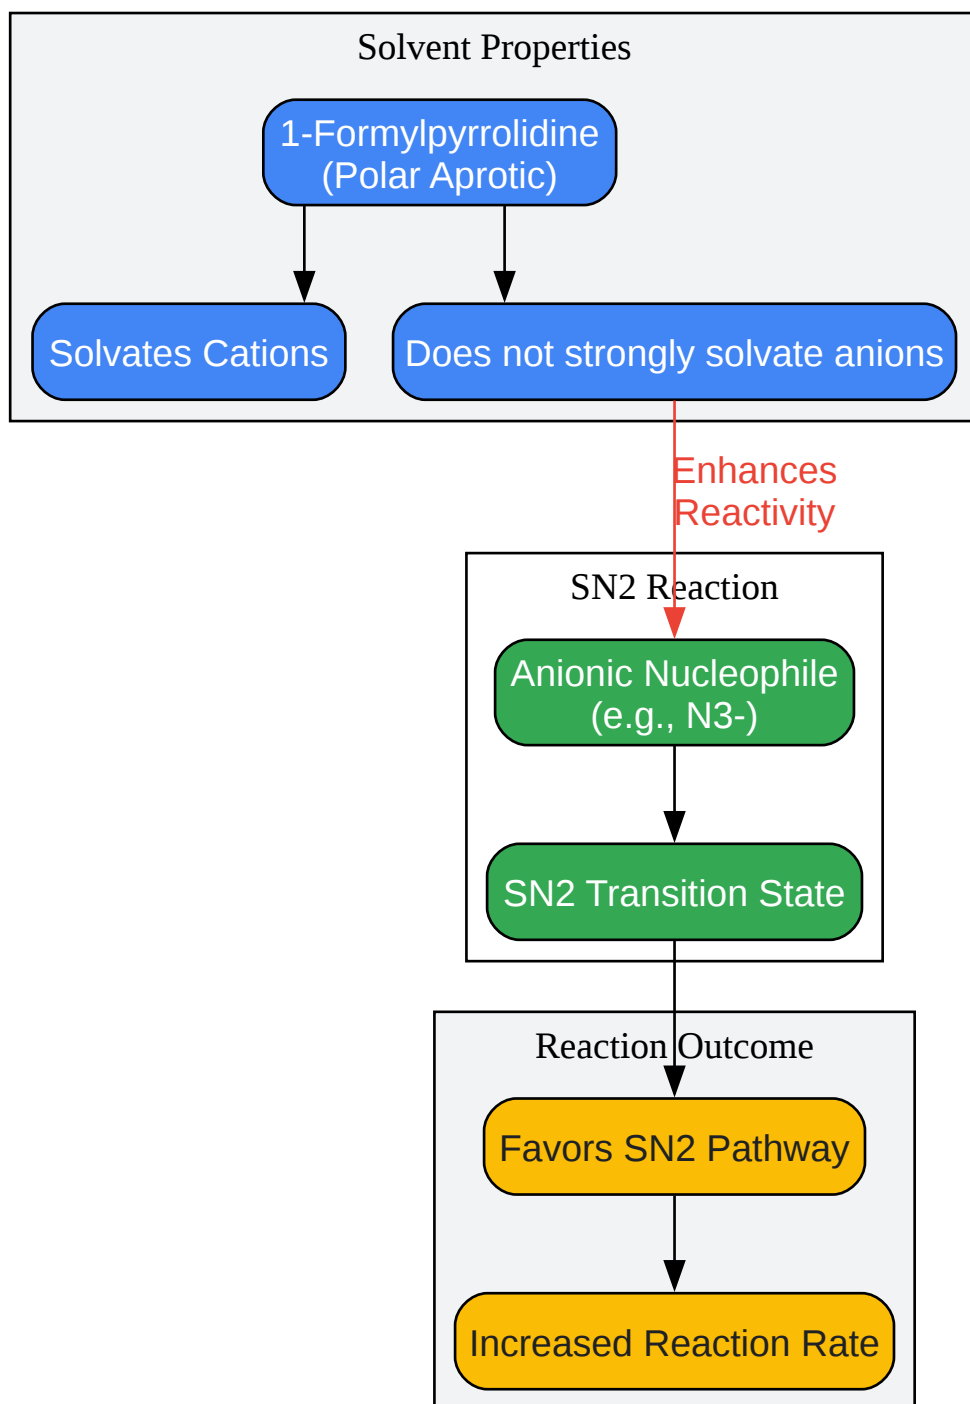 Solvent Properties
1-Formylpyrrolidine
(Polar Aprotic)
Solvates Cations
Does not strongly solvate anions
Enhances
Reactivity
SN2 Reaction
Anionic Nucleophile
(e.g., N3-)
SN2 Transition State
Reaction Outcome
Favors SN2 Pathway
Increased Reaction Rate